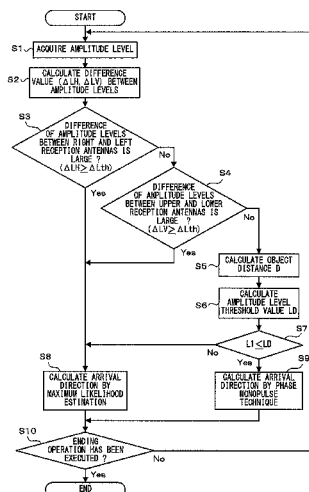 START
S1
ACQUIRE AMPLITUDE LEVEL
S2
CALCULATE DIFFERENCE
VALUE (ΔLH, ΔLV) BETWEEN
AMPLITUDE LEVELS
S3
DIFFERENCE
OF AMPLITUDE LEVELS
BETWEEN RIGHT AND LEFT
RECEPTION ANTENNAS IS
LARGE ?
(ΔLH≧ΔLth)
No
Yes
S4
DIFFERENCE
OF AMPLITUDE LEVELS
BETWEEN UPPER AND LOWER
RECEPTION ANTENNAS IS
LARGE ?
(ΔLV≧ΔLth)
No
Yes
S5
CALCULATE OBJECT
DISTANCE D
S6
CALCULATE
AMPLITUDE LEVEL
THRESHOLD VALUE LD
S7
L1≦LD
No
Yes
S8
CALCULATE ARRIVAL
DIRECTION BY
MAXIMUM LIKELIHOOD
ESTIMATION
S9
CALCULATE ARRIVAL
DIRECTION BY PHASE
MONOPULSE
TECHNIQUE
S10
ENDING
OPERATION HAS BEEN
EXECUTED ?
No
Yes
END